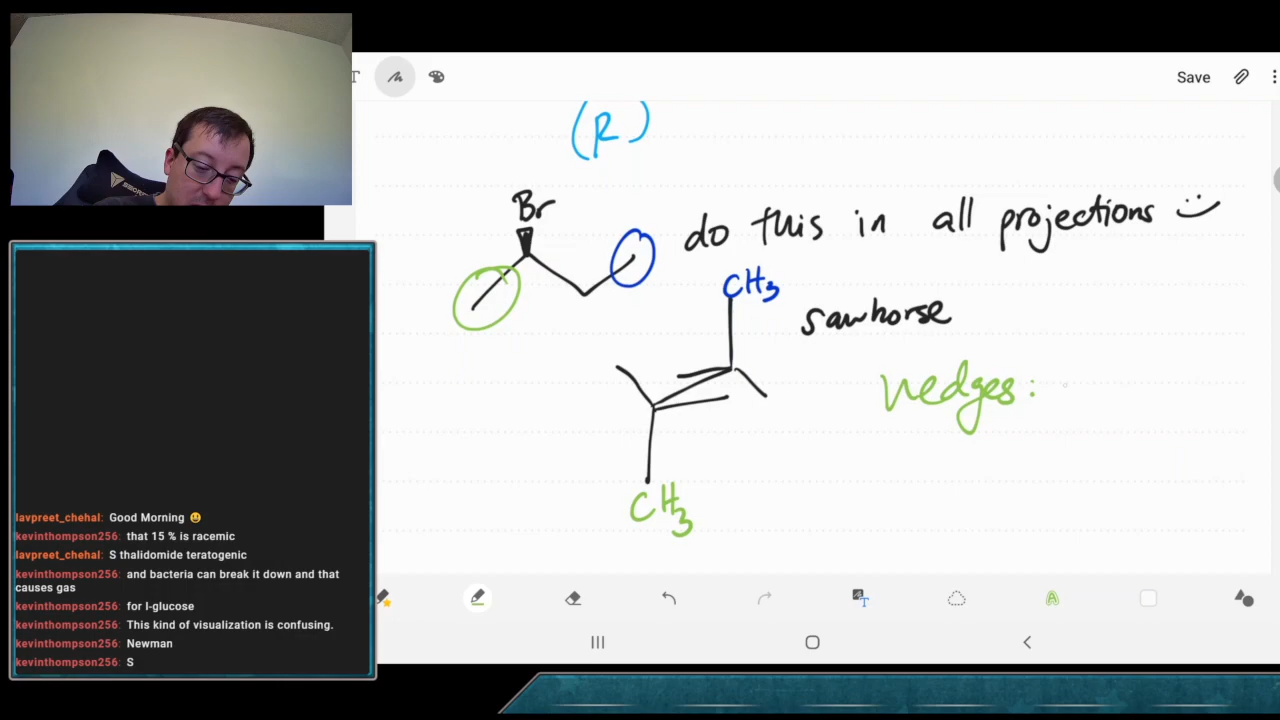 T
Save
(R)
Br
do this in all projections
CH3
sawhorse
wedges:
CH3
lavpreet_chehal: Good Morning 😃
kevinthompson256: that 15 % is racemic
lavpreet_chehal: S thalidomide teratogenic
kevinthompson256: and bacteria can break it down and that
causes gas
kevinthompson256: for l-glucose
kevinthompson256: This kind of visualization is confusing.
kevinthompson256: Newman
kevinthompson256: S
T
A